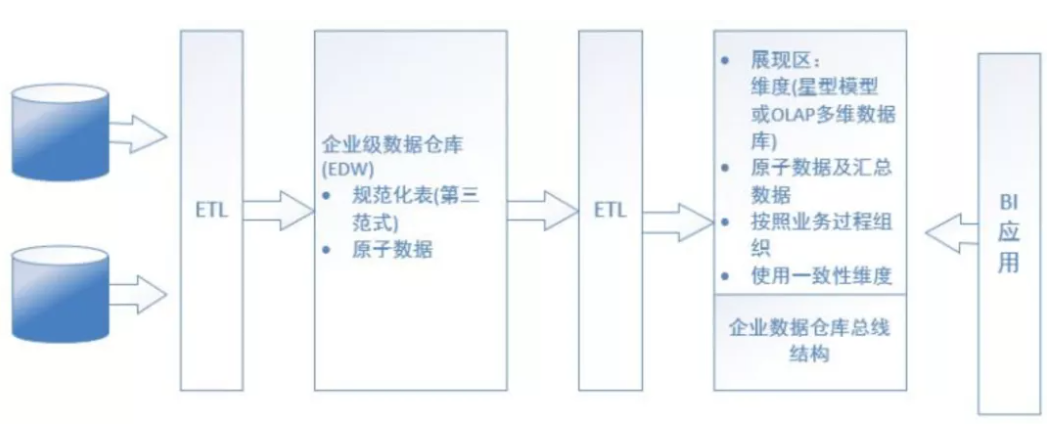 ETL
企业级数据仓库
(EDW)
• 规范化表(第三
范式)
• 原子数据
ETL
• 展现区：
维度(星型模型
或OLAP多维数据
库)
• 原子数据及汇总
数据
• 按照业务过程组
织
• 使用一致性维度
企业数据仓库总线
结构
BI
应
用